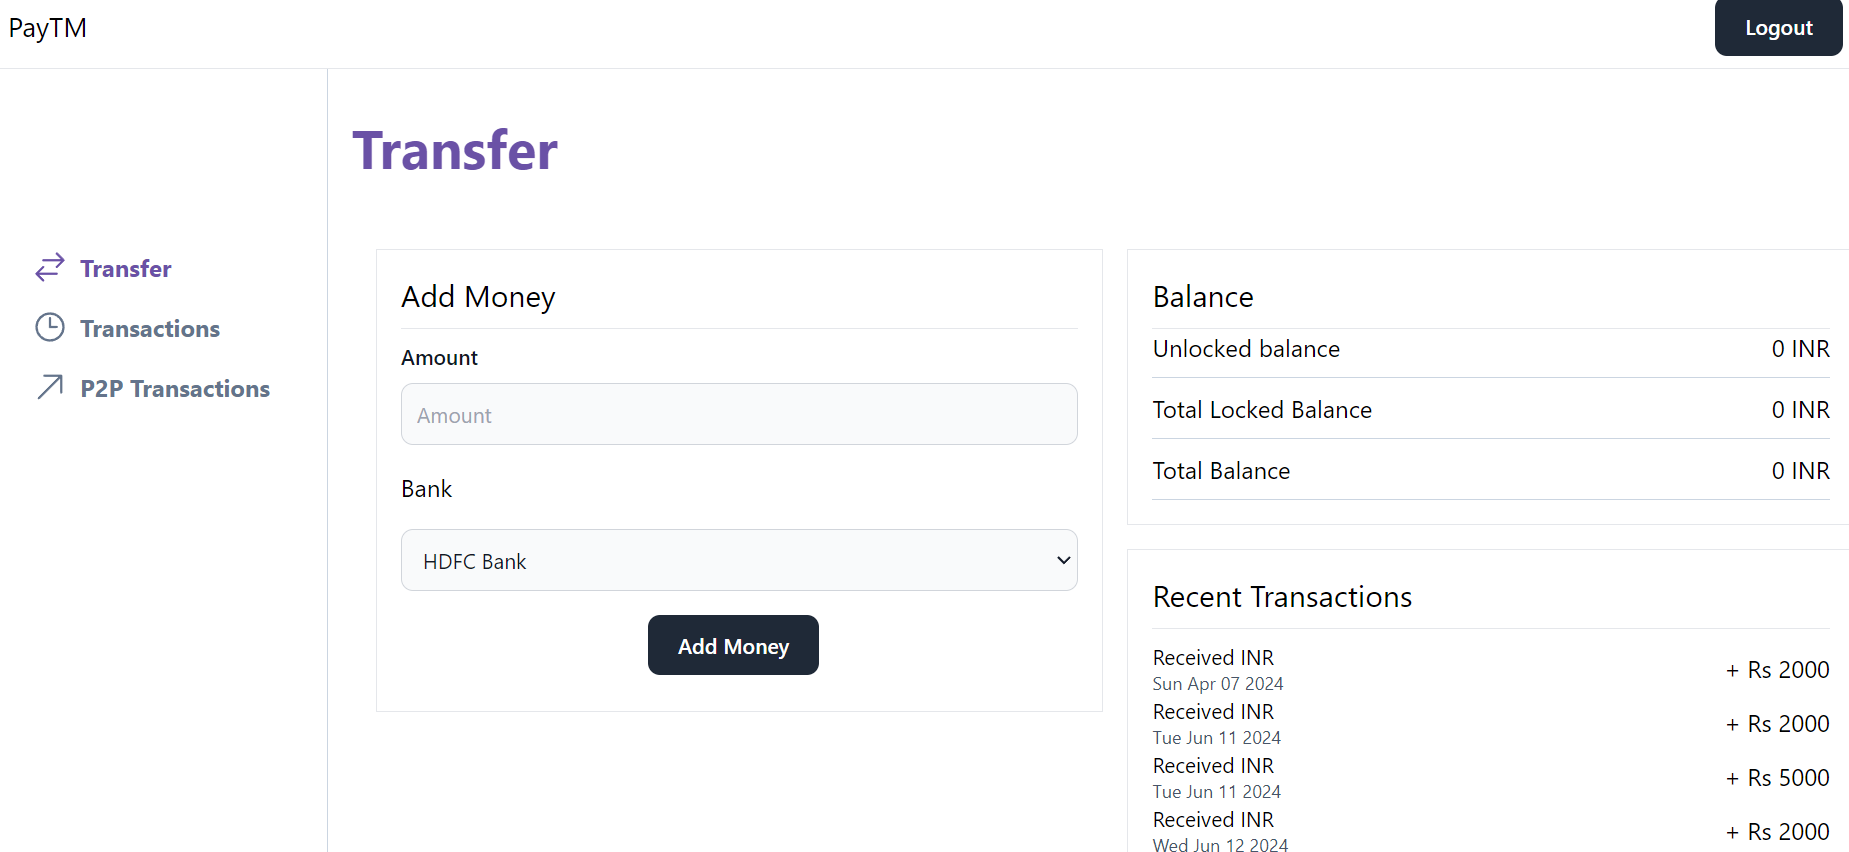 PayTM
Logout
Transfer
Transactions
P2P Transactions
Transfer
Add Money
Amount
Amount
Bank
HDFC Bank
Add Money
Balance
Unlocked balance 0 INR
Total Locked Balance 0 INR
Total Balance 0 INR
Recent Transactions
Received INR
Sun Apr 07 2024
+ Rs 2000
Received INR
Tue Jun 11 2024
+ Rs 2000
Received INR
Tue Jun 11 2024
+ Rs 5000
Received INR
Wed Jun 12 2024
+ Rs 2000